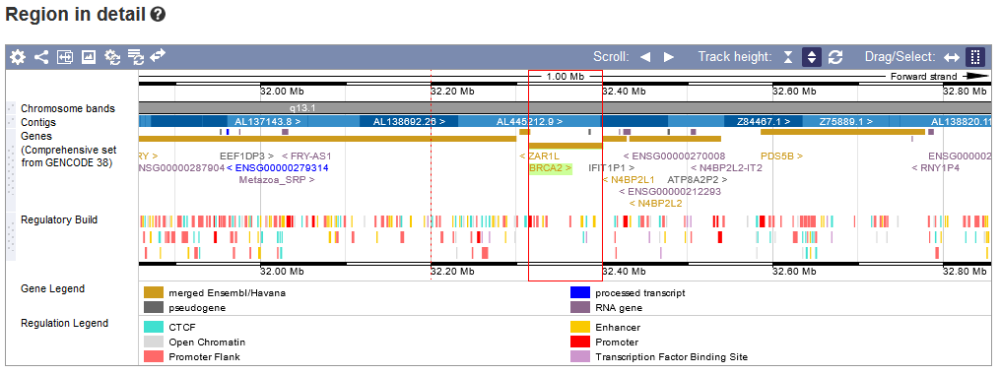 Region in detail ?
Scroll: Track height: Drag/Select:
1.00 Mb Forward strand
32.00 Mb 32.20 Mb 32.40 Mb 32.60 Mb 32.80 Mb
Chromosome bands q13.1
Contigs AL137143.8 > AL138692.26 > AL445212.9 > Z84467.1 > Z75889.1 > AL138820.11
Genes
(Comprehensive set RY > EEF1DP3 > < FRY-AS1 < ZAR1L < ENSG00000270008 PDS5B > < ENSG000002
from GENCODE 38) NSG00000287904 < ENSG00000279314 BRCA2 > IFIT1P1 > < N4BP2L2-IT2 < RNY1P4
Metazoa_SRP > < N4BP2L1 ATP8A2P2 >
< ENSG00000212293
< N4BP2L2
Regulatory Build
32.00 Mb 32.20 Mb 32.40 Mb 32.60 Mb 32.80 Mb
Gene Legend merged Ensembl/Havana processed transcript
pseudogene RNA gene
Regulation Legend CTCF Enhancer
Open Chromatin Promoter
Promoter Flank Transcription Factor Binding Site